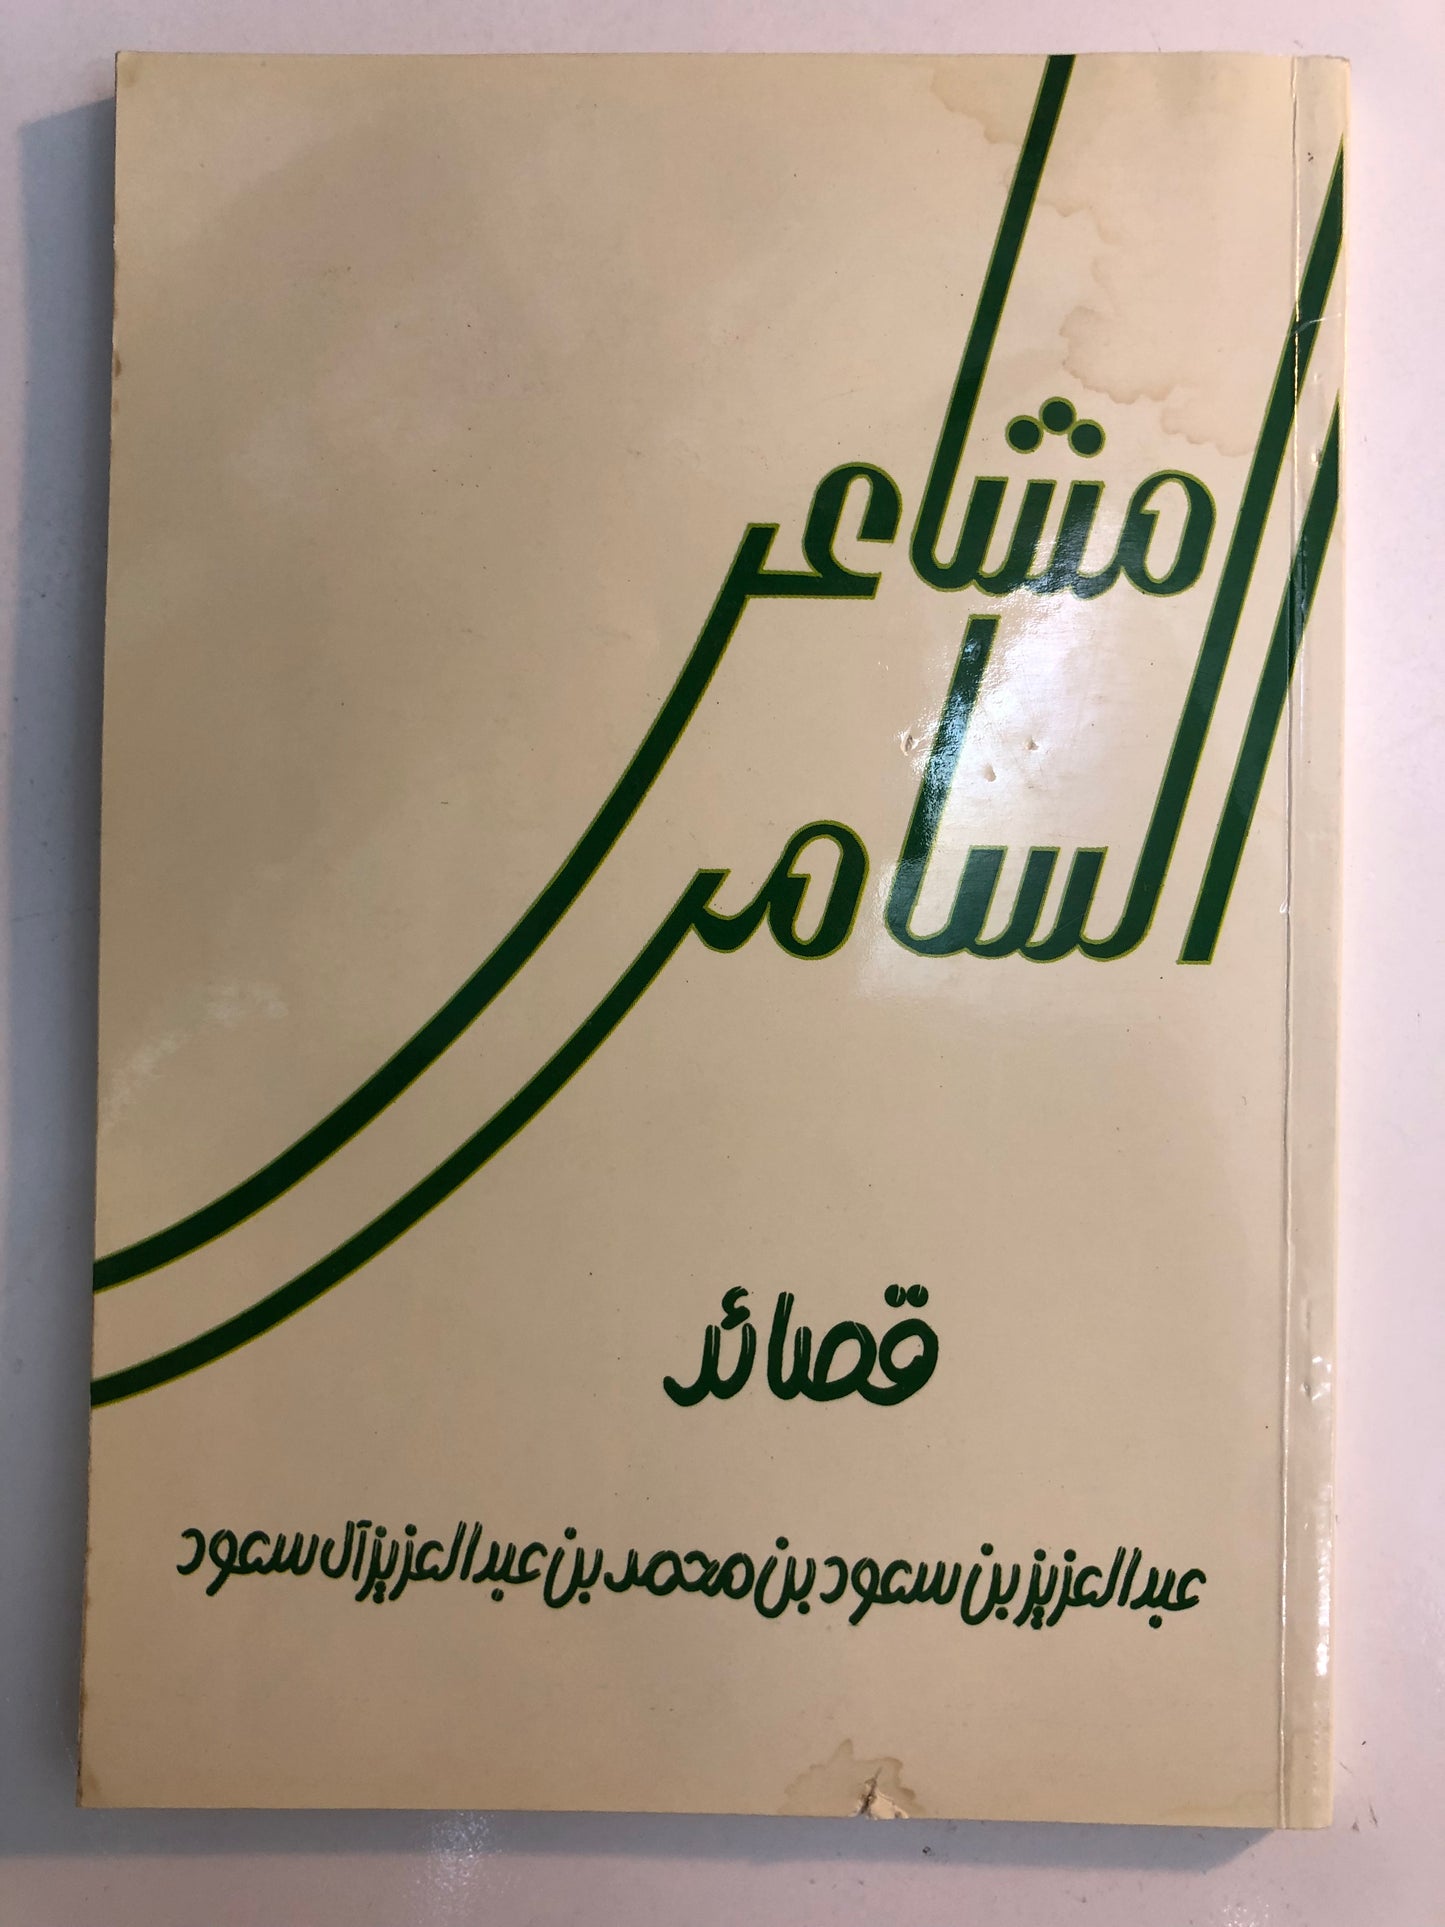 مشاعر
السامر
قصائد
عبدالعزيز بن سعود بن محمد بن عبدالعزيز آل سعود